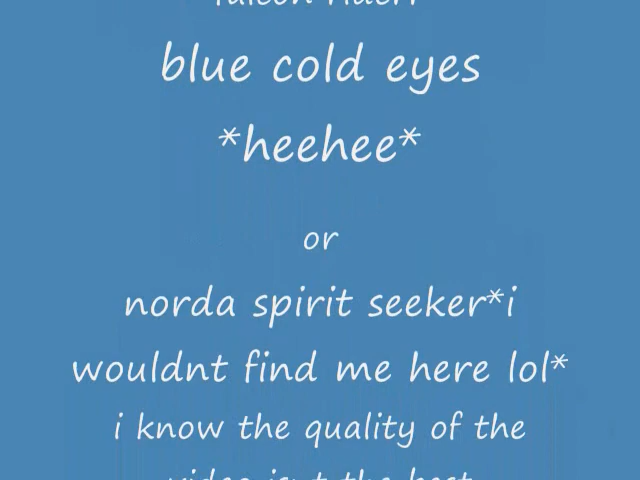 blue cold eyes
*heehee*
or
norda spirit seeker*i
wouldnt find me here lol*
i know the quality of the